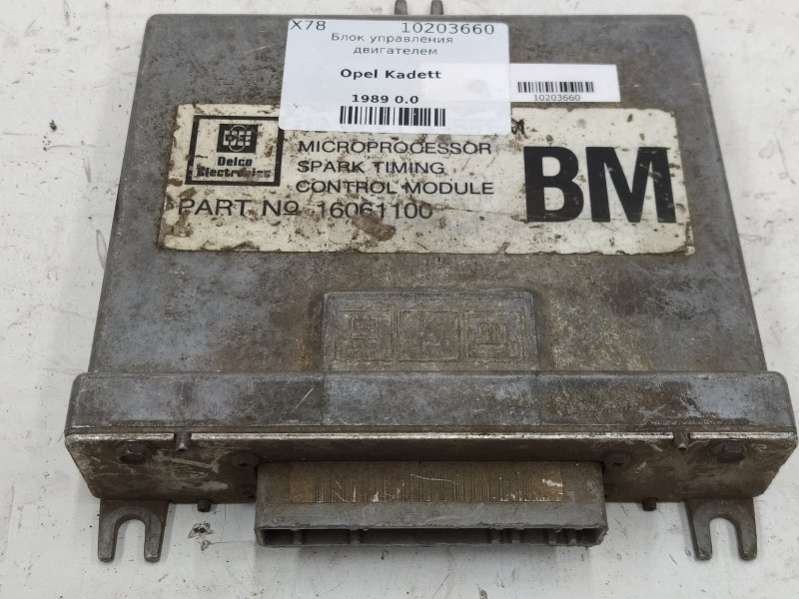 X78 10203660
Блок управления
двигателем
Opel Kadett
1989 0.0
10203660
Delco
Electronics
MICROPROCESSOR
SPARK TIMING
CONTROL MODULE
PART NO 16061100
BM